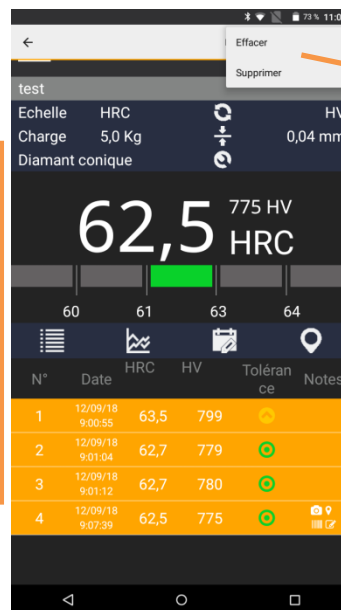 73 % 11:0
Effacer
Supprimer
test
Echelle HRC HV
Charge 5,0 Kg 0,04 mm
Diamant conique
62,5 775 HV
HRC
60 61 63 64
N° Date HRC HV Toléran
ce Notes
1 12/09/18
9:00:55 63,5 799
2 12/09/18
9:01:04 62,7 779
3 12/09/18
9:01:12 62,7 780
4 12/09/18
9:07:39 62,5 775